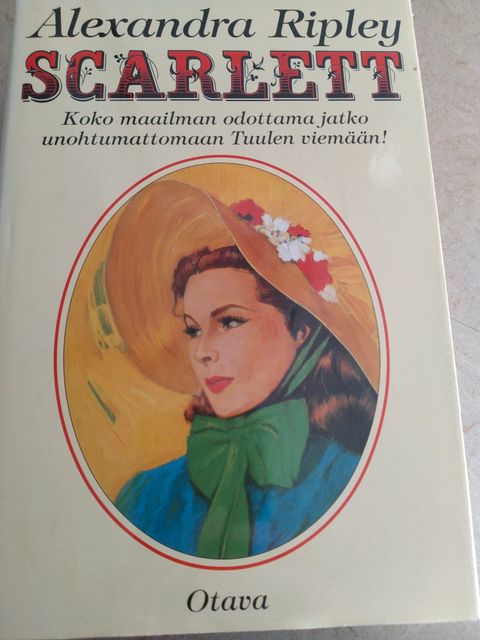 Alexandra Ripley
SCARLETT
Koko maailman odottama jatko
unohtumattomaan Tuulen viemään!
Otava